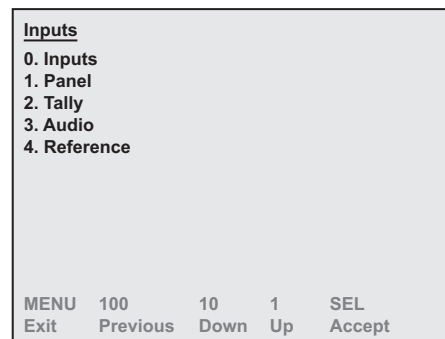 Inputs
0. Inputs
1. Panel
2. Tally
3. Audio
4. Reference
MENU 100 10 1 SEL
Exit Previous Down Up Accept